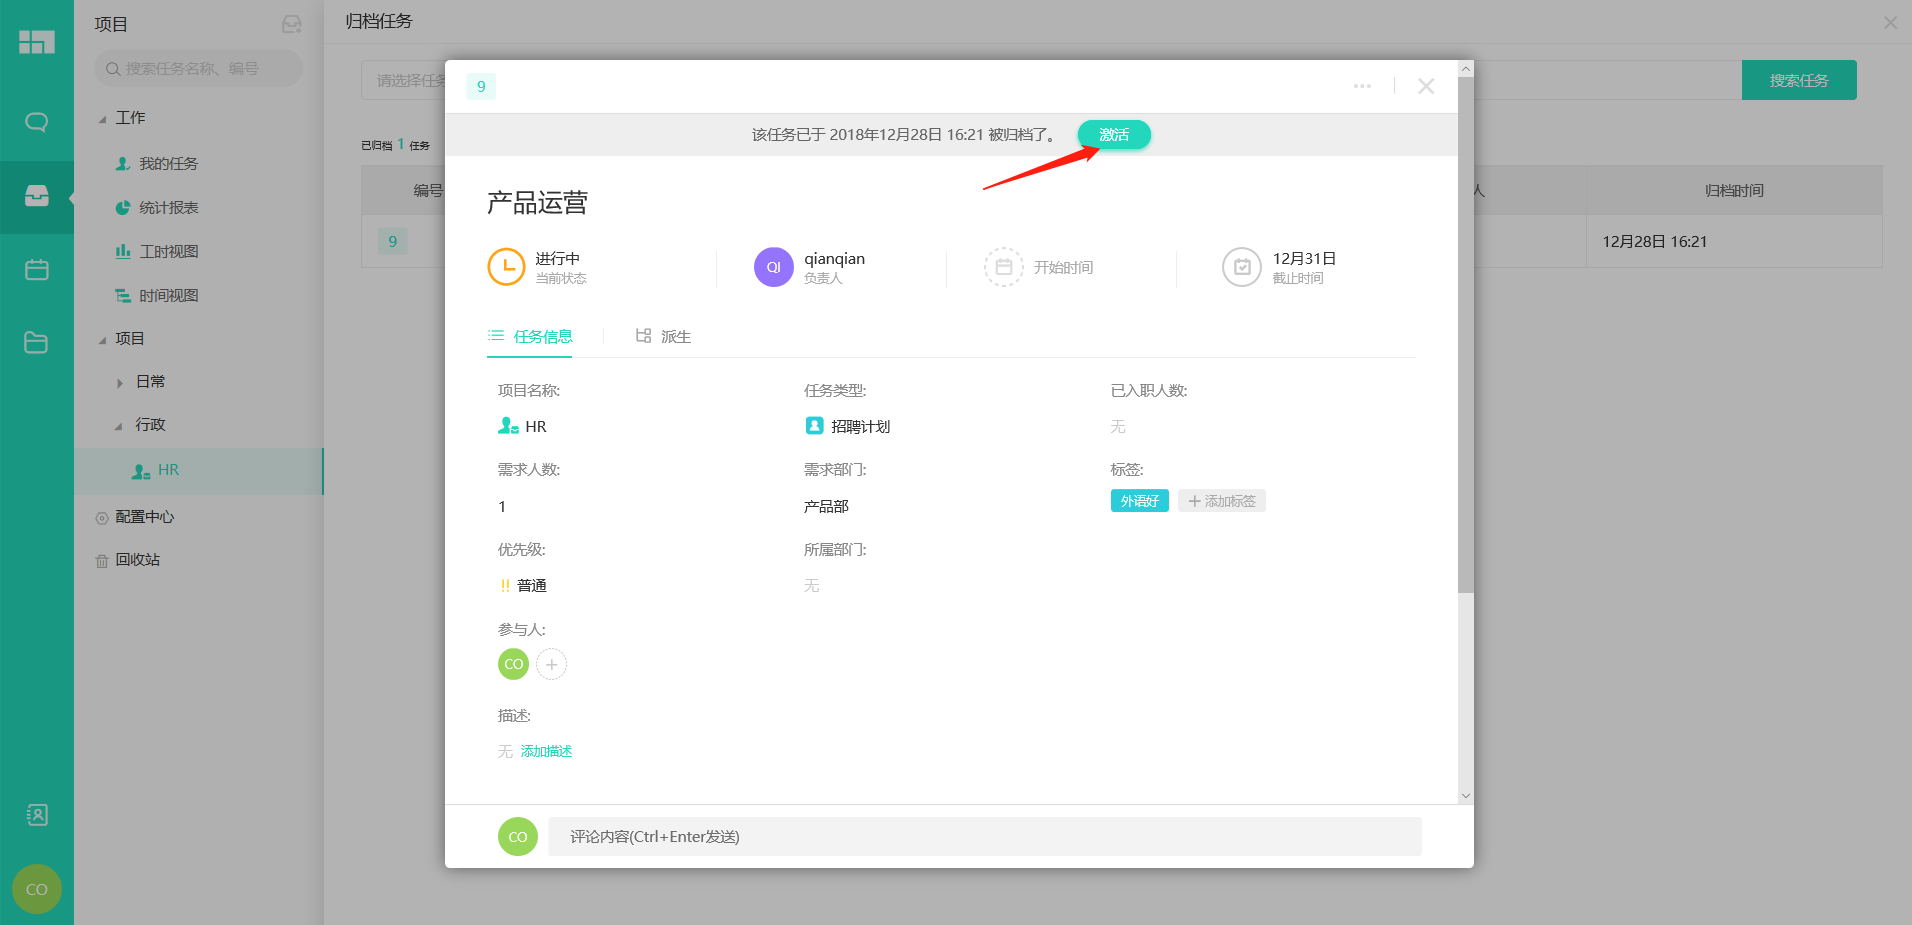 项目
搜索任务名称、编号
工作
我的任务
统计报表
工时视图
时间视图
项目
日常
行政
HR
配置中心
回收站
CO
归档任务
请选择任务
搜索任务
已归档 1 任务
编号
人
归档时间
9
12月28日 16:21
9
该任务已于 2018年12月28日 16:21 被归档了。
激活
产品运营
进行中
当前状态
QI
qianqian
负责人
开始时间
12月31日
截止时间
任务信息
派生
项目名称:
任务类型:
已入职人数:
HR
招聘计划
无
需求人数:
需求部门:
标签:
1
产品部
外语好
添加标签
优先级:
所属部门:
!! 普通
无
参与人:
CO
描述:
无 添加描述
CO
评论内容(Ctrl+Enter发送)